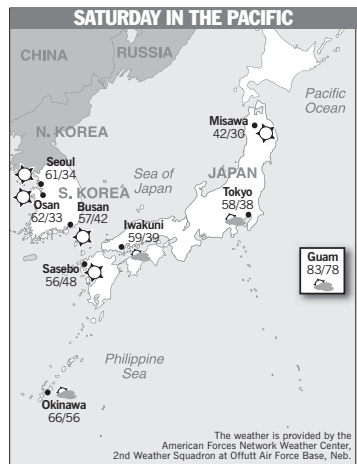 SATURDAY IN THE PACIFIC
CHINA
RUSSIA
Pacific
Ocean
N. KOREA
Misawa
42/30
Seoul
61/34
Sea of
Japan
JAPAN
S. KOREA
Osan
62/33
Busan
57/42
Tokyo
58/38
Iwakuni
59/39
Sasebo
56/48
Guam
83/78
Philippine
Sea
Okinawa
66/56
The weather is provided by the
American Forces Network Weather Center,
2nd Weather Squadron at Offutt Air Force Base, Neb.